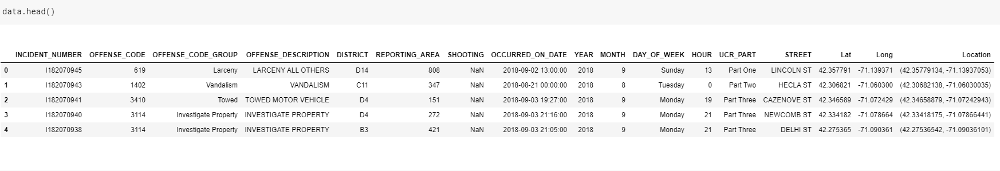 data.head()
INCIDENT_NUMBER OFFENSE_CODE OFFENSE_CODE_GROUP OFFENSE_DESCRIPTION DISTRICT REPORTING_AREA SHOOTING OCCURRED_ON_DATE YEAR MONTH DAY_OF_WEEK HOUR UCR_PART STREET Lat Long Location
0 I182070945 619 Larceny LARCENY ALL OTHERS D14 808 NaN 2018-09-02 13:00:00 2018 9 Sunday 13 Part One LINCOLN ST 42.357791 -71.139371 (42.35779134, -71.13937053)
1 I182070943 1402 Vandalism VANDALISM C11 347 NaN 2018-08-21 00:00:00 2018 8 Tuesday 0 Part Two HECLA ST 42.306821 -71.060300 (42.30682138, -71.06030035)
2 I182070941 3410 Towed TOWED MOTOR VEHICLE D4 151 NaN 2018-09-03 19:27:00 2018 9 Monday 19 Part Three CAZENOVE ST 42.346589 -71.072429 (42.34658879, -71.07242943)
3 I182070940 3114 Investigate Property INVESTIGATE PROPERTY D4 272 NaN 2018-09-03 21:16:00 2018 9 Monday 21 Part Three NEWCOMB ST 42.334182 -71.078664 (42.33418175, -71.07866441)
4 I182070938 3114 Investigate Property INVESTIGATE PROPERTY B3 421 NaN 2018-09-03 21:05:00 2018 9 Monday 21 Part Three DELHI ST 42.275365 -71.090361 (42.27536542, -71.09036101)